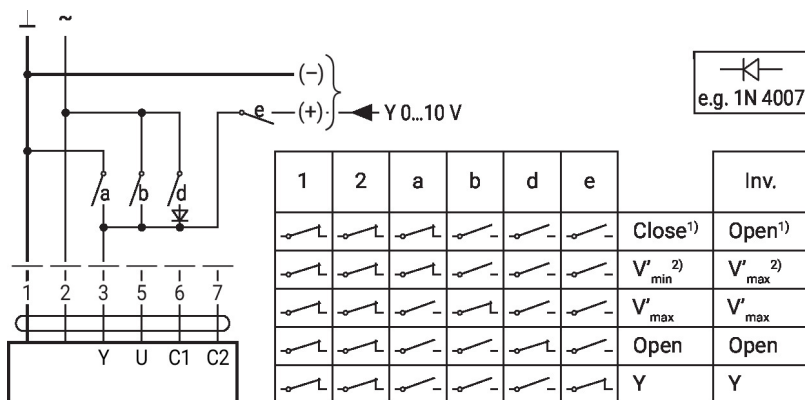 ⊥ ~
(–)
e (+) Y 0...10 V
e.g. 1N 4007
a b d
1 2 3 5 6 7
Y U C1 C2
1 2 a b d e Inv.
Close¹⁾ Open¹⁾
V'min²⁾ V'max²⁾
V'max V'max
Open Open
Y Y